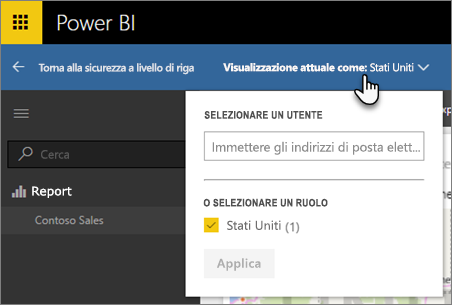 Power BI
Torna alla sicurezza a livello di riga
Visualizzazione attuale come: Stati Uniti
SELEZIONARE UN UTENTE
Immettere gli indirizzi di posta elett...
Cerca
O SELEZIONARE UN RUOLO
Report
Stati Uniti (1)
Contoso Sales
Applica